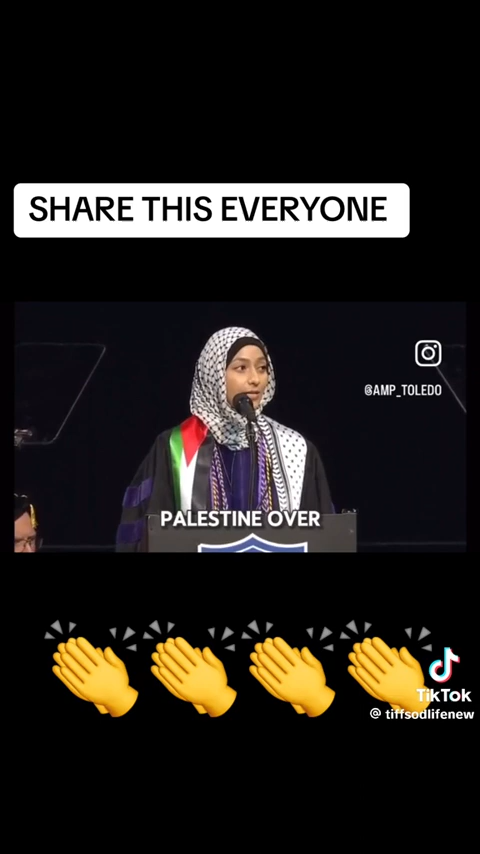 SHARE THIS EVERYONE
@AMP_TOLEDO
PALESTINE OVER
TikTok
@ tiffsodlifenew